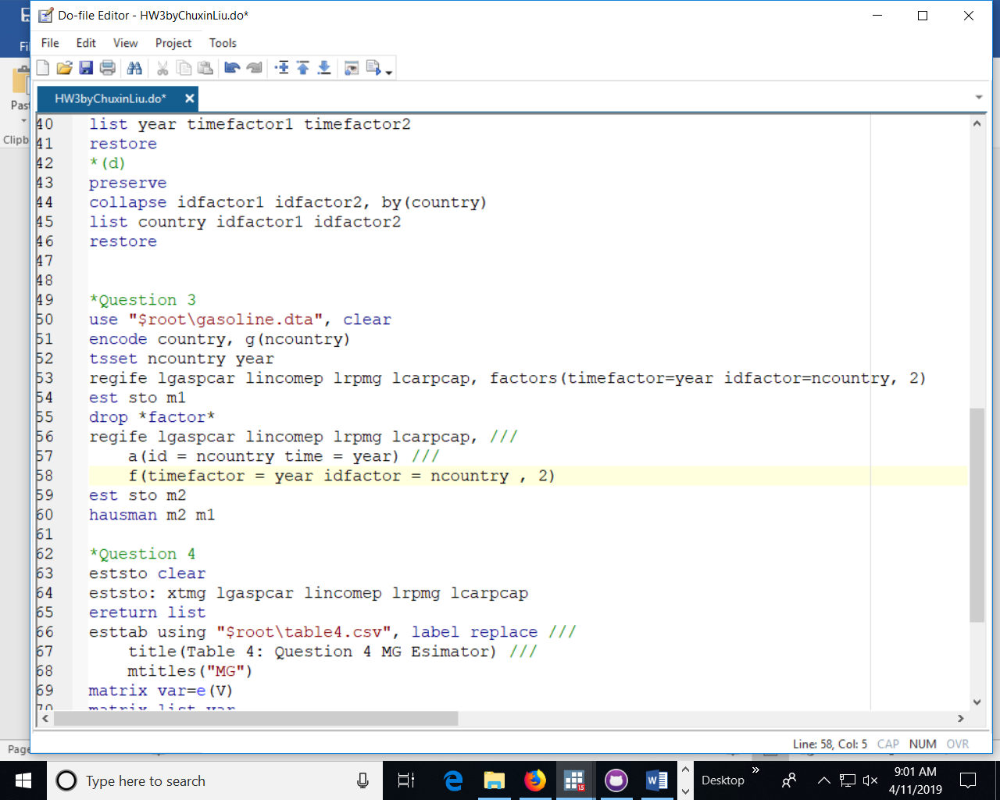 Do-file Editor - HW3byChuxinLiu.do*
File Edit View Project Tools
HW3byChuxinLiu.do*
Clipb
40 list year timefactor1 timefactor2
41 restore
42 *(d)
43 preserve
44 collapse idfactor1 idfactor2, by(country)
45 list country idfactor1 idfactor2
46 restore
47
48
49 *Question 3
50 use "$root\gasoline.dta", clear
51 encode country, g(ncountry)
52 tsset ncountry year
53 regife lgaspcar lincomep lrpmg lcarpcap, factors(timefactor=year idfactor=ncountry, 2)
54 est sto m1
55 drop *factor*
56 regife lgaspcar lincomep lrpmg lcarpcap, ///
57 a(id = ncountry time = year) ///
58 f(timefactor = year idfactor = ncountry , 2)
59 est sto m2
60 hausman m2 m1
61
62 *Question 4
63 eststo clear
64 eststo: xtmg lgaspcar lincomep lrpmg lcarpcap
65 ereturn list
66 esttab using "$root\table4.csv", label replace ///
67 title(Table 4: Question 4 MG Esimator) ///
68 mtitles("MG")
69 matrix var=e(V)
70 matrix list var
Line: 58, Col: 5 CAP NUM OVR
Page
Type here to search
15
Desktop
9:01 AM
4/11/2019